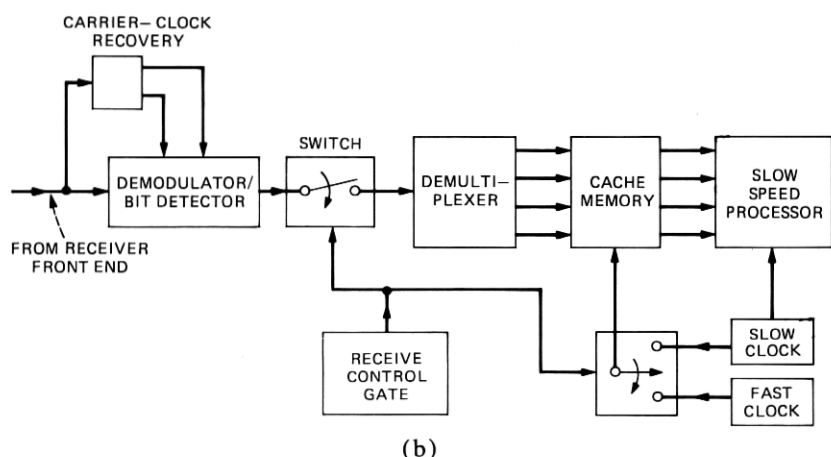 CARRIER–CLOCK
RECOVERY
SWITCH
DEMODULATOR/
BIT DETECTOR
DEMULTI–
PLEXER
CACHE
MEMORY
SLOW
SPEED
PROCESSOR
FROM RECEIVER
FRONT END
RECEIVE
CONTROL
GATE
SLOW
CLOCK
FAST
CLOCK
(b)